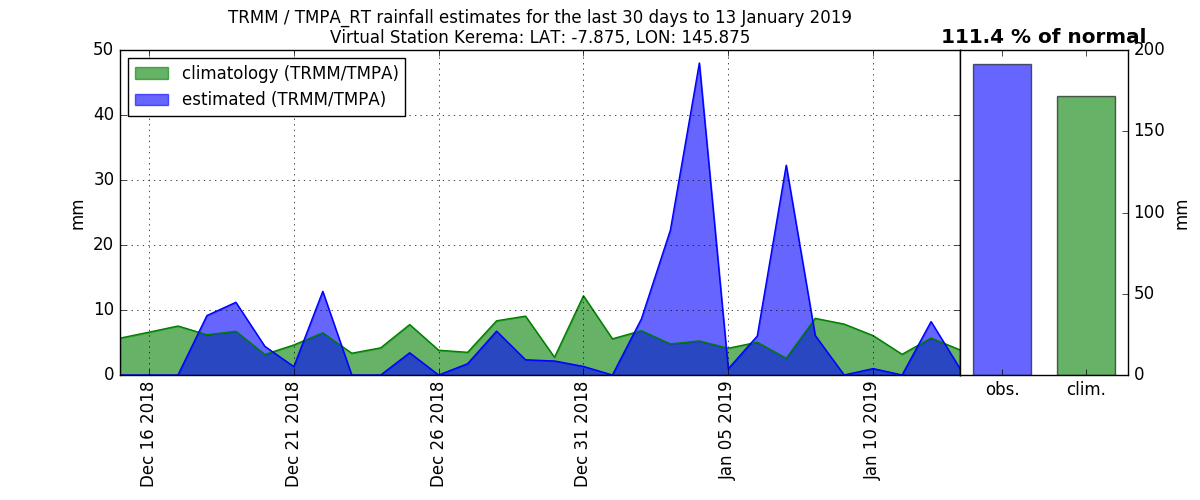 TRMM / TMPA_RT rainfall estimates for the last 30 days to 13 January 2019
Virtual Station Kerema: LAT: -7.875, LON: 145.875
111.4 % of normal
climatology (TRMM/TMPA)
estimated (TRMM/TMPA)
50
40
30
20
10
0
mm
Dec 16 2018
Dec 21 2018
Dec 26 2018
Dec 31 2018
Jan 05 2019
Jan 10 2019
obs.
clim.
200
150
100
50
0
mm